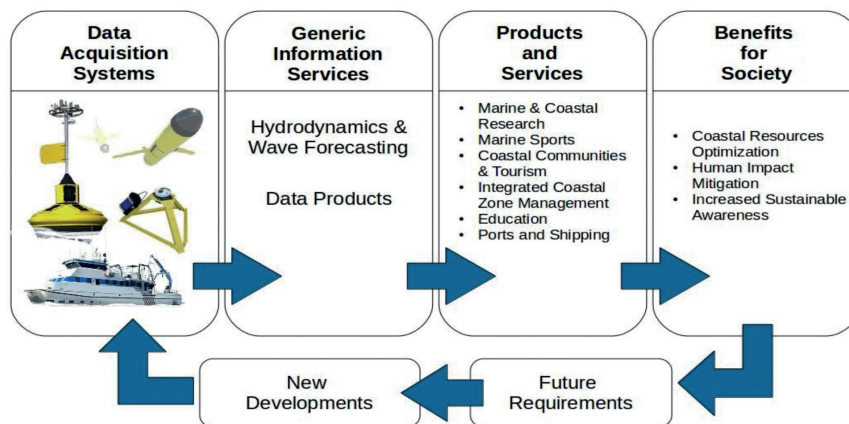 Data
Acquisition
Systems
Generic
Information
Services
Hydrodynamics &
Wave Forecasting
Data Products
Products
and
Services
• Marine & Coastal
Research
• Marine Sports
• Coastal Communities
& Tourism
• Integrated Coastal
Zone Management
• Education
• Ports and Shipping
Benefits
for
Society
• Coastal Resources
Optimization
• Human Impact
Mitigation
• Increased Sustainable
Awareness
New
Developments
Future
Requirements